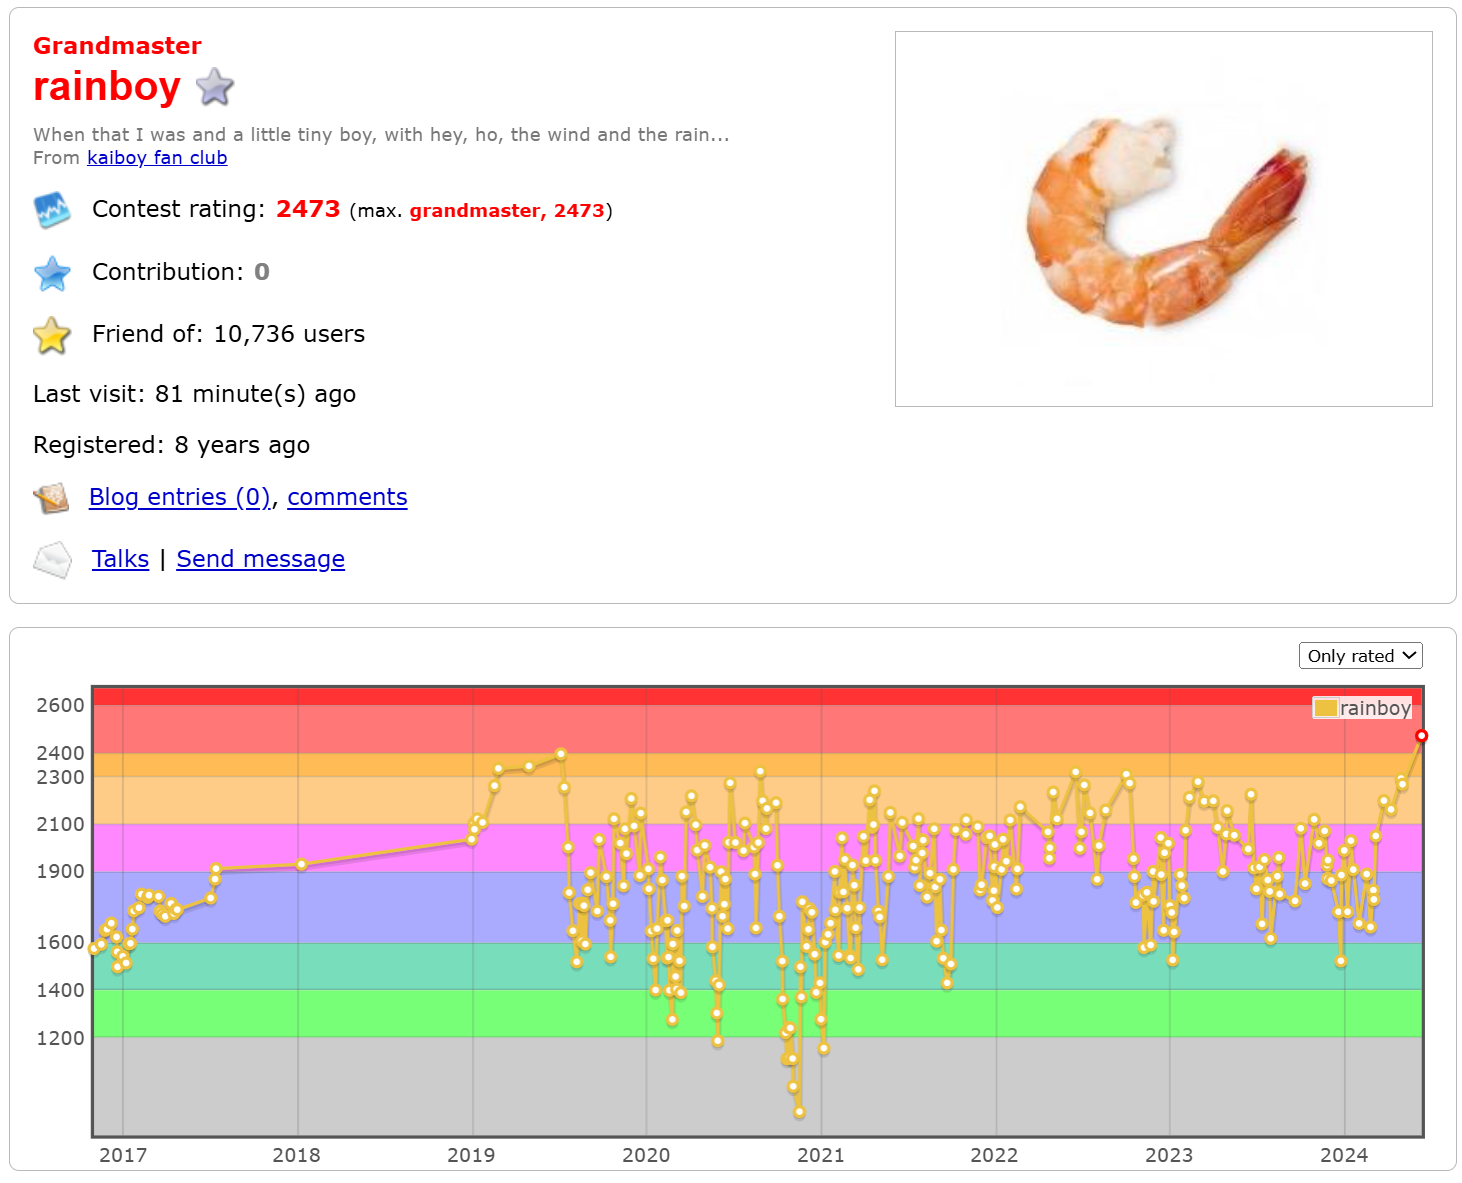 Grandmaster
rainboy
When that I was and a little tiny boy, with hey, ho, the wind and the rain...
From kaiboy fan club
Contest rating: 2473 (max. grandmaster, 2473)
Contribution: 0
Friend of: 10,736 users
Last visit: 81 minute(s) ago
Registered: 8 years ago
Blog entries (0), comments
Talks | Send message
Only rated
rainboy
2600
2400
2300
2100
1900
1600
1400
1200
2017 2018 2019 2020 2021 2022 2023 2024